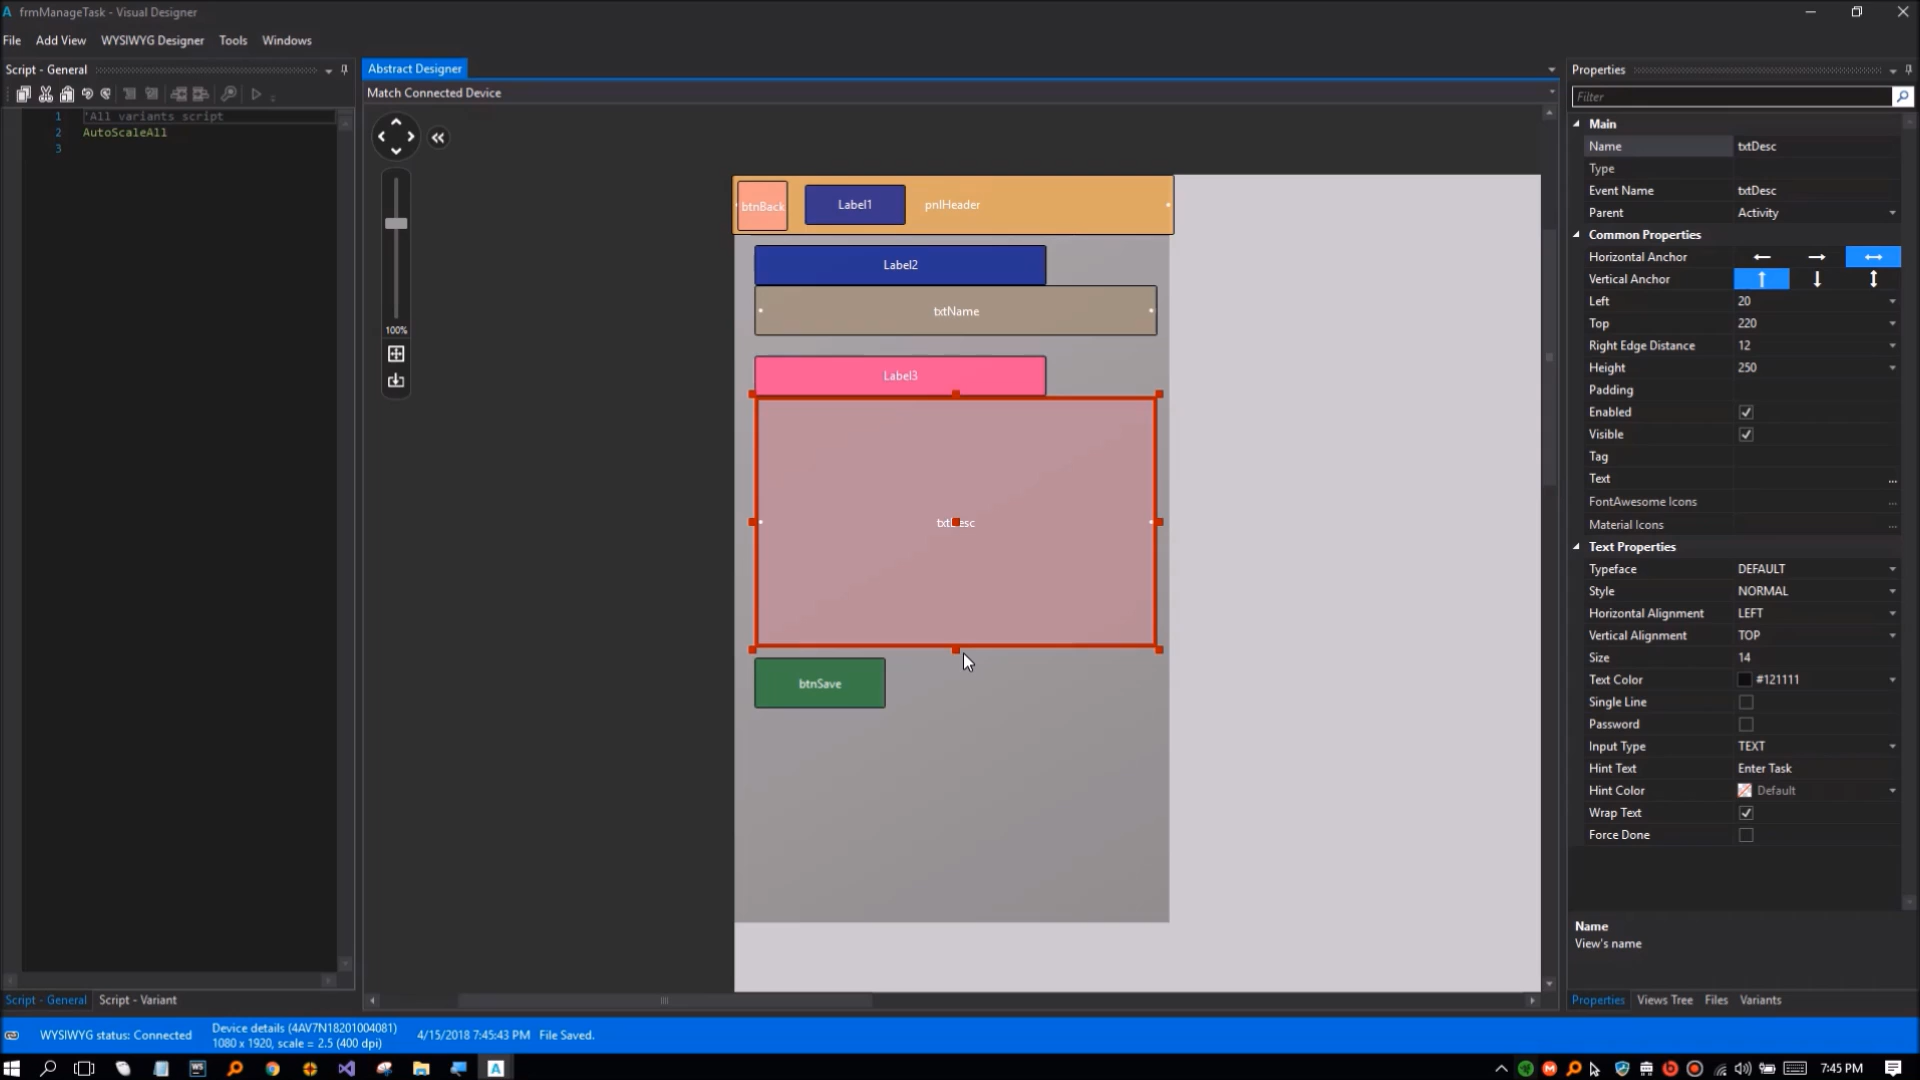 frmManageTask - Visual Designer
File Add View WYSIWYG Designer Tools Windows
Script - General
1 'All variants script
2 AutoScaleAll
3
Script - General Script - Variant
Abstract Designer
Match Connected Device
100%
btnBack Label1 pnlHeader
Label2
txtName
Label3
btnSave
Properties
Filter
Main
Name txtDesc
Type
Event Name txtDesc
Parent Activity
Common Properties
Horizontal Anchor
Vertical Anchor
Left 20
Top 220
Right Edge Distance 12
Height 250
Padding
Enabled
Visible
Tag
Text ...
FontAwesome Icons ...
Material Icons ...
Text Properties
Typeface DEFAULT
Style NORMAL
Horizontal Alignment LEFT
Vertical Alignment TOP
Size 14
Text Color #121111
Single Line
Password
Input Type TEXT
Hint Text Enter Task
Hint Color Default
Wrap Text
Force Done
Name
View's name
Properties Views Tree Files Variants
WYSIWYG status: Connected
Device details (4AV7N18201004081)
1080 x 1920, scale = 2.5 (400 dpi)
4/15/2018 7:45:43 PM File Saved.
7:45 PM